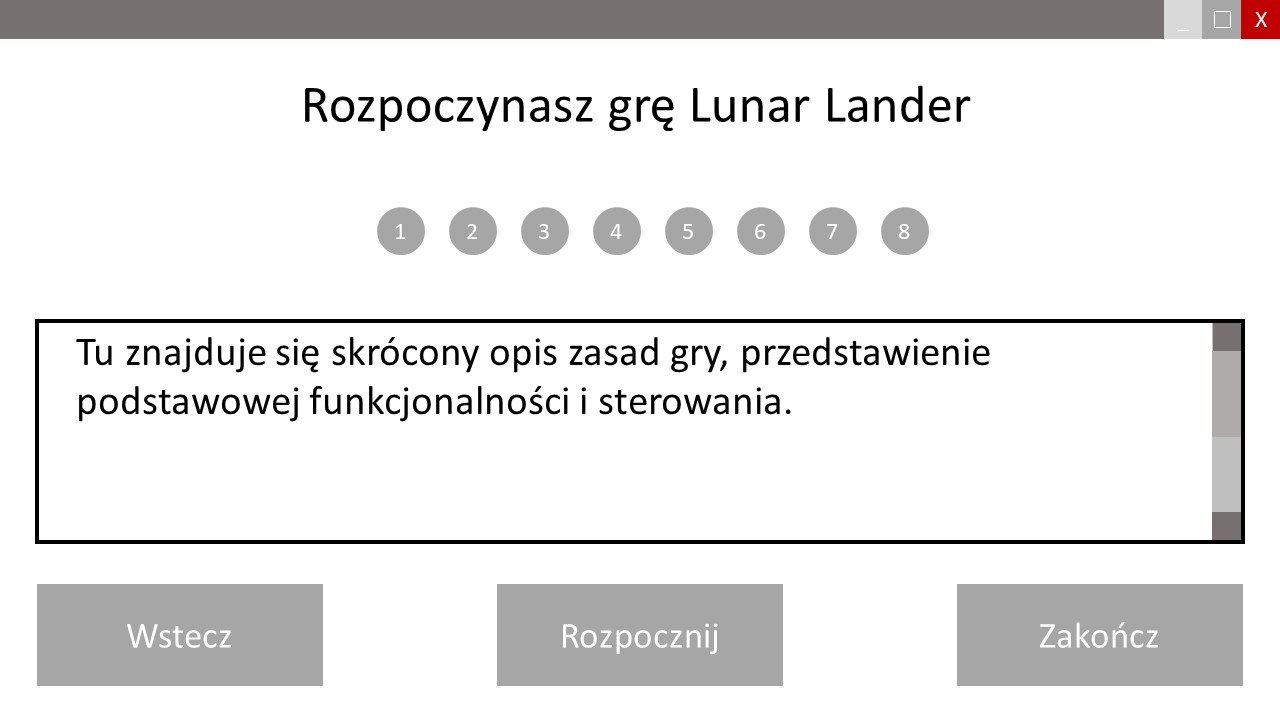 _ □ X
Rozpoczynasz grę Lunar Lander
1 2 3 4 5 6 7 8
Tu znajduje się skrócony opis zasad gry, przedstawienie
podstawowej funkcjonalności i sterowania.
Wstecz Rozpocznij Zakończ